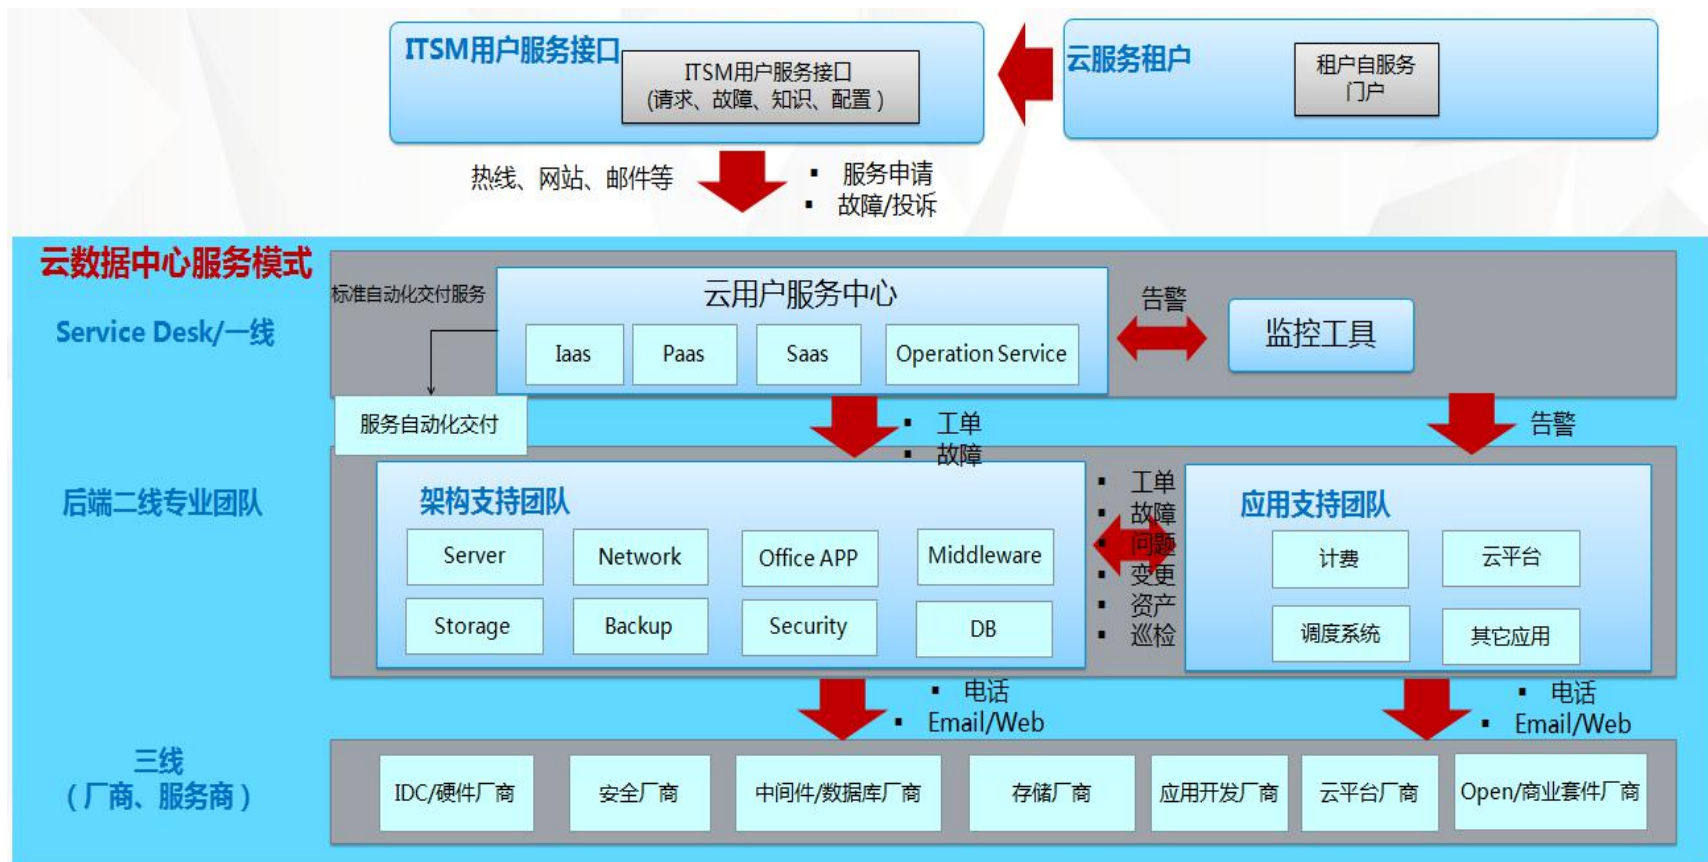 ITSM用户服务接口
ITSM用户服务接口
(请求、故障、知识、配置)
云服务租户
租户自服务
门户
热线、网站、邮件等
▪ 服务申请
▪ 故障/投诉
云数据中心服务模式
Service Desk/一线
标准自动化交付服务
云用户服务中心
Iaas
Paas
Saas
Operation Service
告警
监控工具
服务自动化交付
▪ 工单
▪ 故障
告警
后端二线专业团队
架构支持团队
Server
Network
Office APP
Middleware
Storage
Backup
Security
DB
▪ 工单
▪ 故障
▪ 问题
▪ 变更
▪ 资产
▪ 巡检
应用支持团队
计费
云平台
调度系统
其它应用
▪ 电话
▪ Email/Web
▪ 电话
▪ Email/Web
三线
(厂商、服务商)
IDC/硬件厂商
安全厂商
中间件/数据库厂商
存储厂商
应用开发厂商
云平台厂商
Open/商业套件厂商